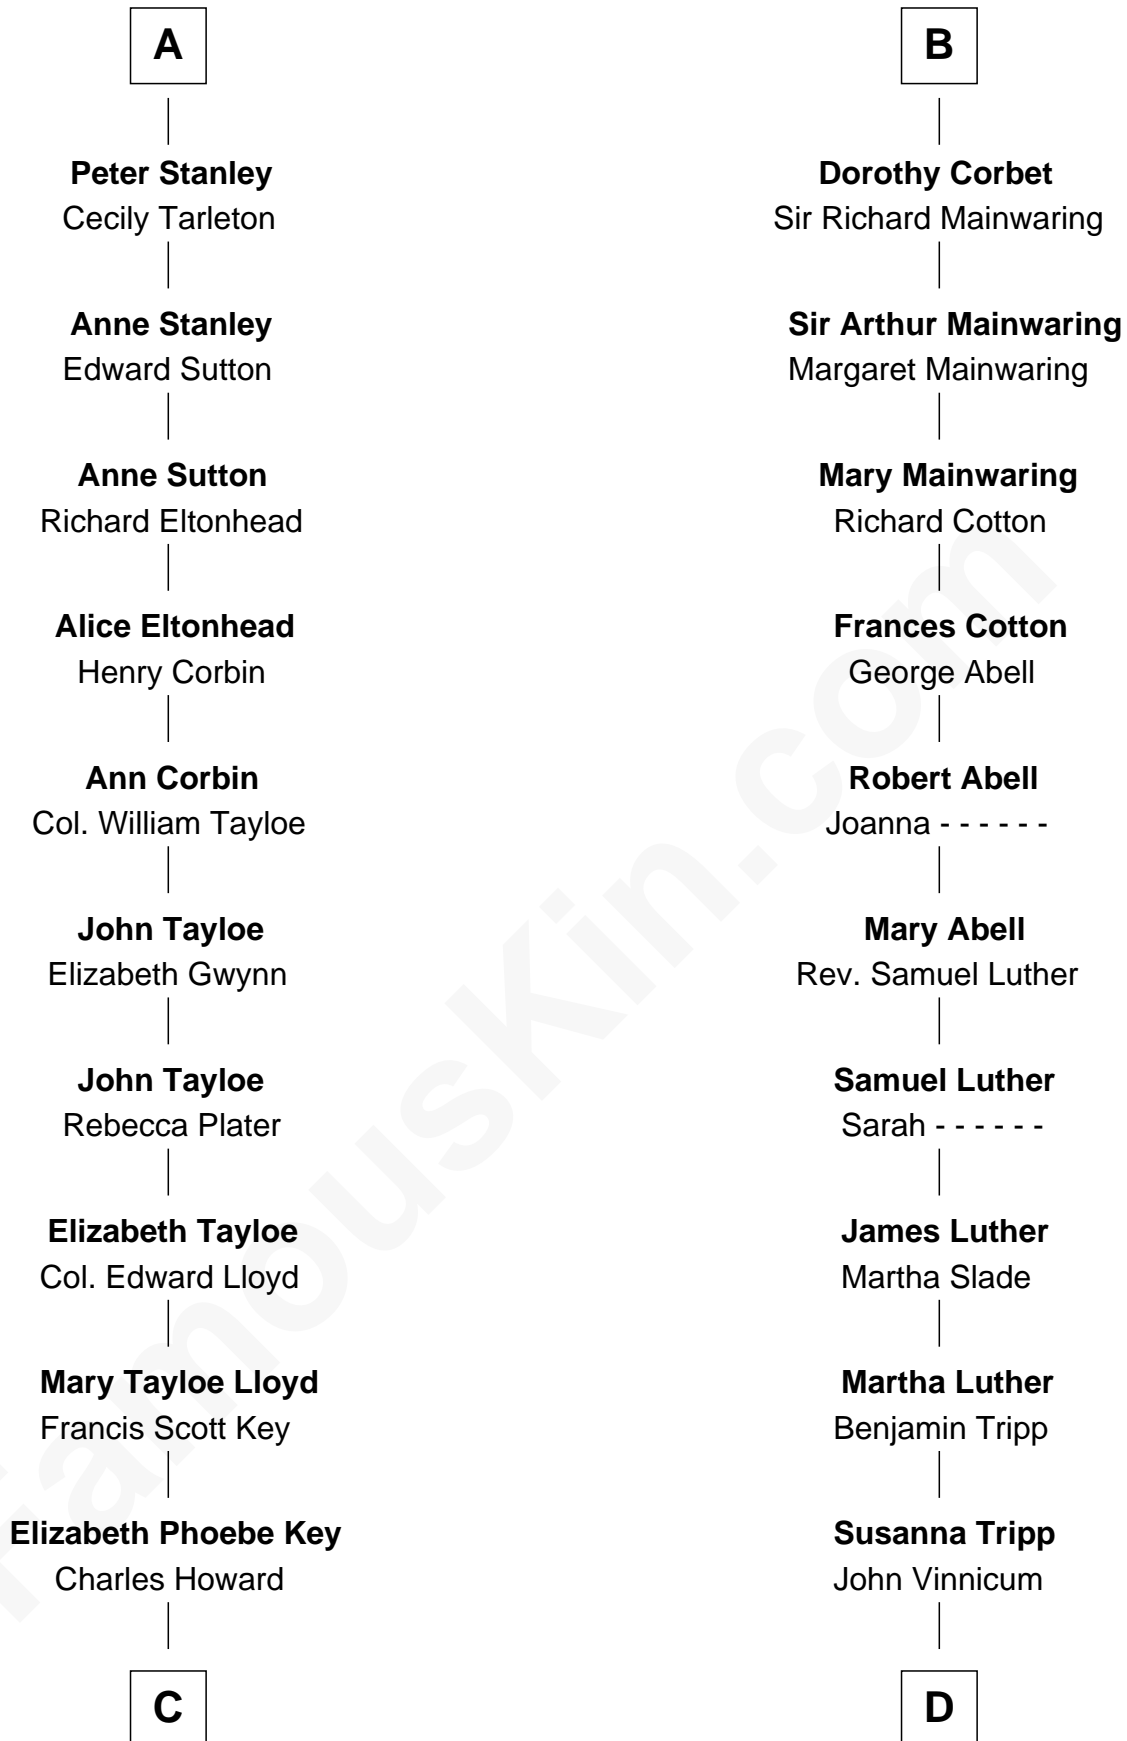 A
Peter Stanley
Cecily Tarleton
Anne Stanley
Edward Sutton
Anne Sutton
Richard Eltonhead
Alice Eltonhead
Henry Corbin
Ann Corbin
Col. William Tayloe
John Tayloe
Elizabeth Gwynn
John Tayloe
Rebecca Plater
Elizabeth Tayloe
Col. Edward Lloyd
Mary Tayloe Lloyd
Francis Scott Key
Elizabeth Phoebe Key
Charles Howard
C
B
Dorothy Corbet
Sir Richard Mainwaring
Sir Arthur Mainwaring
Margaret Mainwaring
Mary Mainwaring
Richard Cotton
Frances Cotton
George Abell
Robert Abell
Joanna - - - - - -
Mary Abell
Rev. Samuel Luther
Samuel Luther
Sarah - - - - - -
James Luther
Martha Slade
Martha Luther
Benjamin Tripp
Susanna Tripp
John Vinnicum
D
FamousKin.com